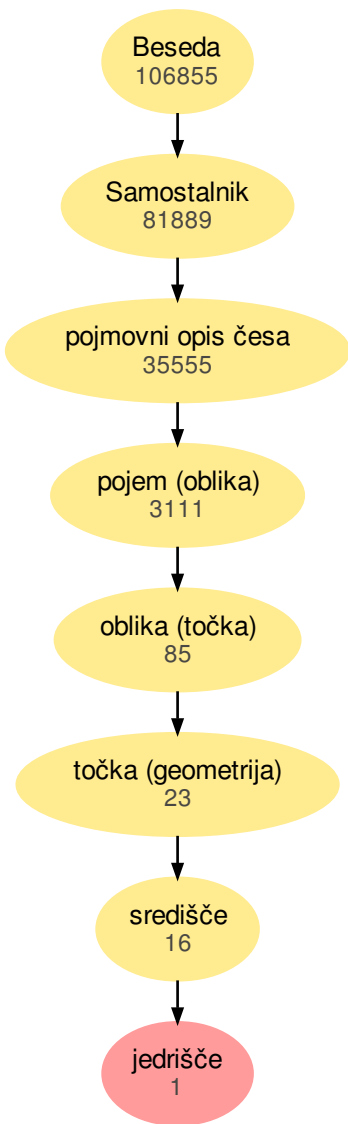 Beseda
106855
Samostalnik
81889
pojmovni opis česa
35555
pojem (oblika)
3111
oblika (točka)
85
točka (geometrija)
23
središče
16
jedrišče
1